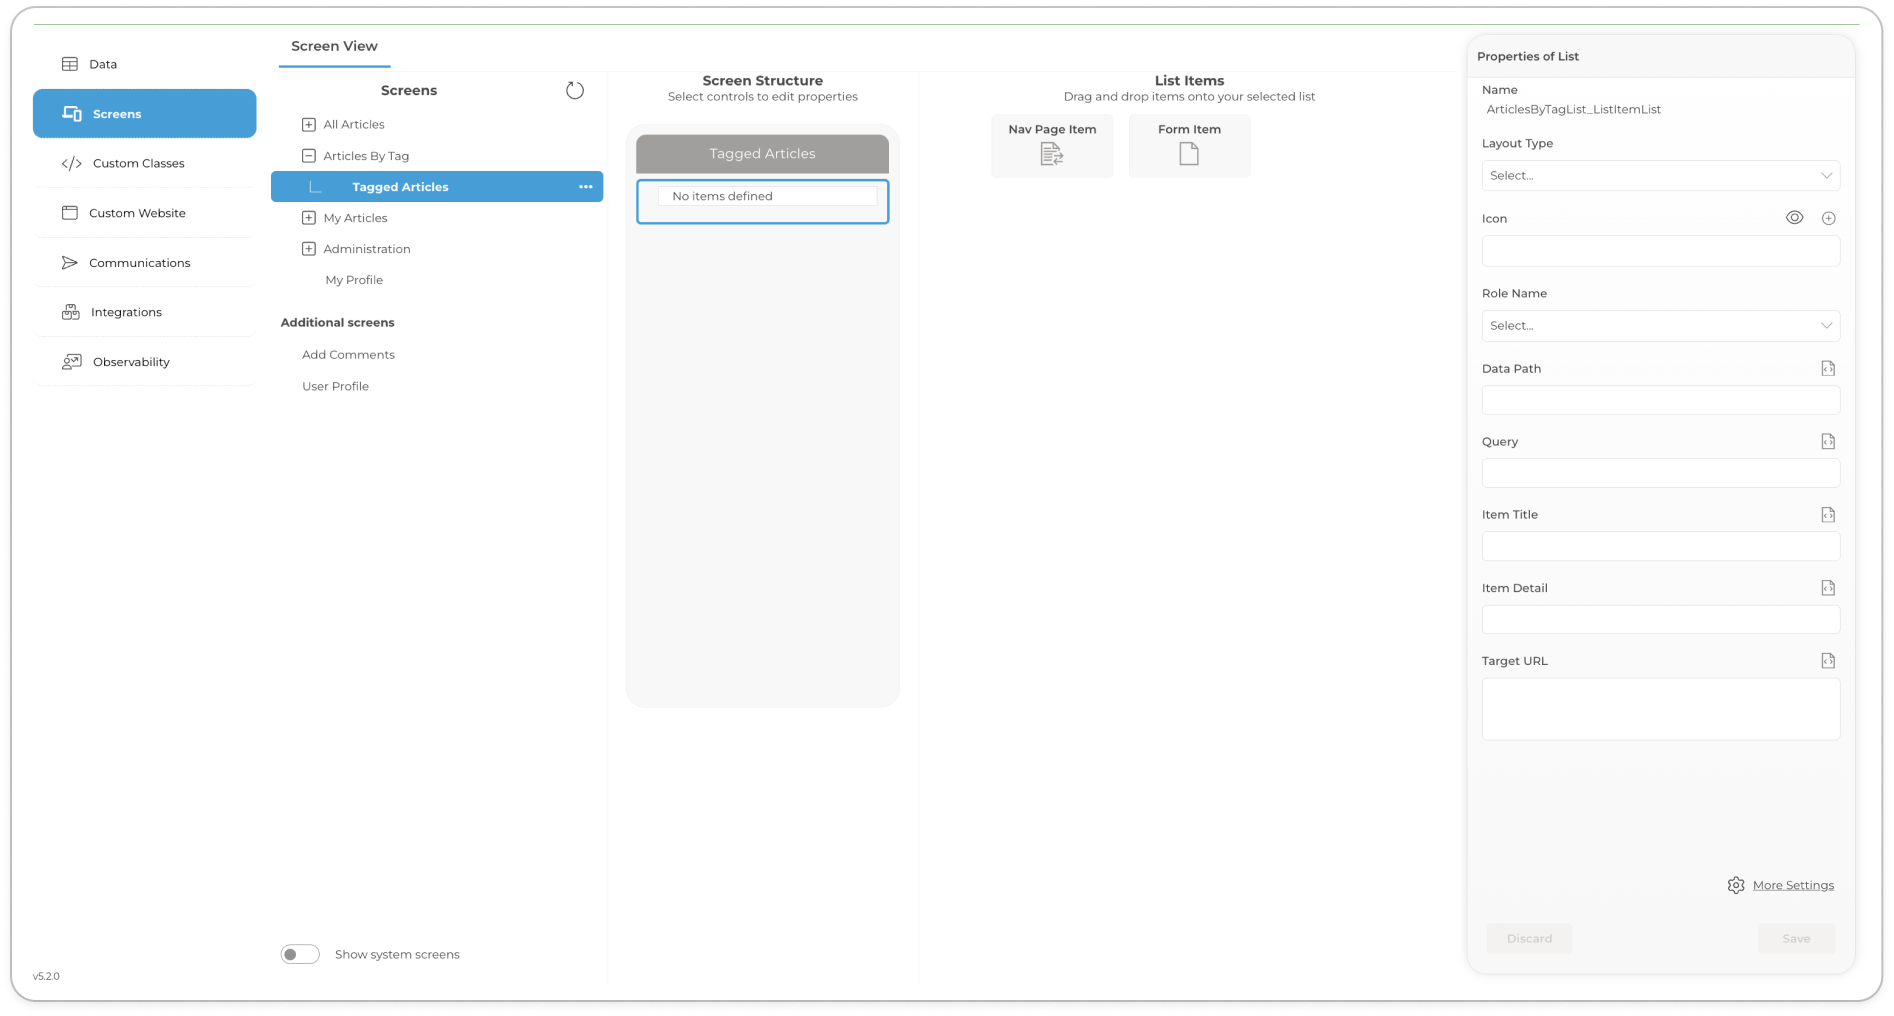 Data
Screens
Custom Classes
Custom Website
Communications
Integrations
Observability
v5.2.0
Screen View
Screens
All Articles
Articles By Tag
Tagged Articles
My Articles
Administration
My Profile
Additional screens
Add Comments
User Profile
Show system screens
Screen Structure
Select controls to edit properties
Tagged Articles
No items defined
List Items
Drag and drop items onto your selected list
Nav Page Item
Form Item
Properties of List
Name
ArticlesByTagList_ListItemList
Layout Type
Select...
Icon
Role Name
Select...
Data Path
Query
Item Title
Item Detail
Target URL
More Settings
Discard
Save